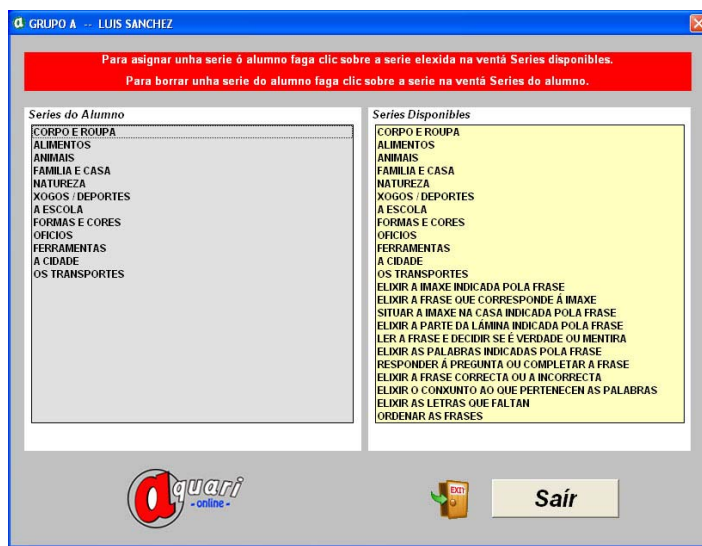 GRUPO A -- LUIS SANCHEZ
Para asignar unha serie ó alumno faga clic sobre a serie elexida na ventá Series disponibles.
Para borrar unha serie do alumno faga clic sobre a serie na ventá Series do alumno.
Series do Alumno
CORPO E ROUPA
ALIMENTOS
ANIMAIS
FAMILIA E CASA
NATUREZA
XOGOS / DEPORTES
A ESCOLA
FORMAS E CORES
OFICIOS
FERRAMENTAS
A CIDADE
OS TRANSPORTES
Series Disponibles
CORPO E ROUPA
ALIMENTOS
ANIMAIS
FAMILIA E CASA
NATUREZA
XOGOS / DEPORTES
A ESCOLA
FORMAS E CORES
OFICIOS
FERRAMENTAS
A CIDADE
OS TRANSPORTES
ELIXIR A IMAXE INDICADA POLA FRASE
ELIXIR A FRASE QUE CORRESPONDE Á IMAXE
SITUAR A IMAXE NA CASA INDICADA POLA FRASE
ELIXIR A PARTE DA LÁMINA INDICADA POLA FRASE
LER A FRASE E DECIDIR SE É VERDADE OU MENTIRA
ELIXIR AS PALABRAS INDICADAS POLA FRASE
RESPONDER Á PREGUNTA OU COMPLETAR A FRASE
ELIXIR A FRASE CORRECTA OU A INCORRECTA
ELIXIR O CONXUNTO AO QUE PERTENECEN AS PALABRAS
ELIXIR AS LETRAS QUE FALTAN
ORDENAR AS FRASES
aquari
- online -
EXIT
Saír